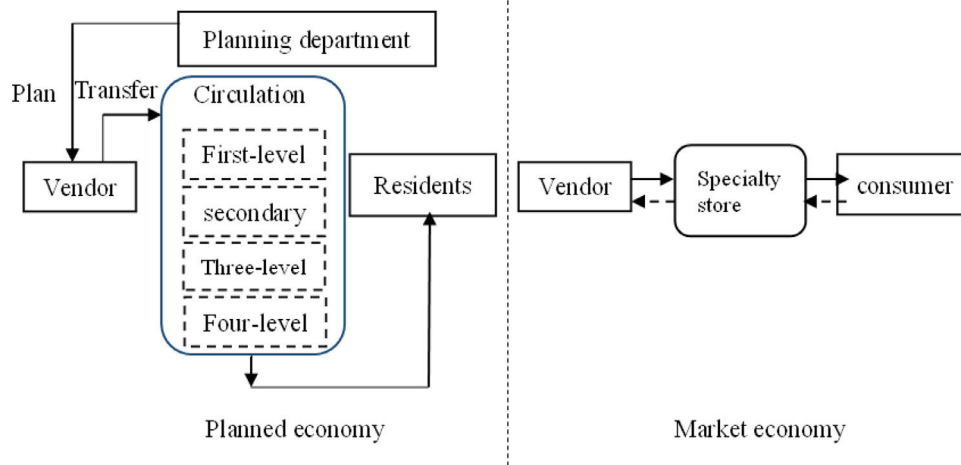 Planning department
Plan
Transfer
Circulation
First-level
secondary
Three-level
Four-level
Vendor
Residents
Planned economy
Vendor
Specialty
store
consumer
Market economy